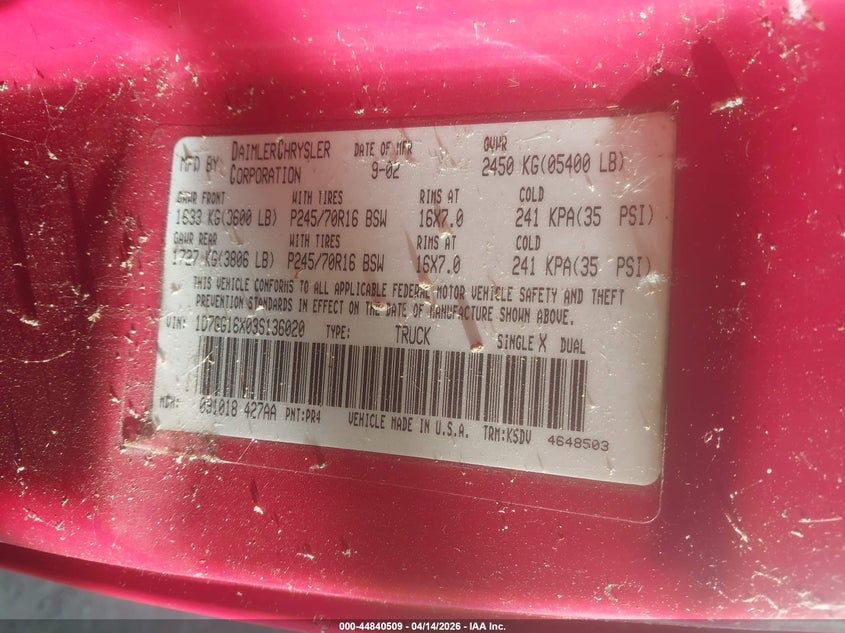 MFD BY DAIMLERCHRYSLER CORPORATION DATE OF MFR 9-02 GVWR 2450 KG(05400 LB)
GAWR FRONT WITH TIRES RIMS AT COLD
1633 KG(3600 LB) P245/70R16 BSW 16X7.0 241 KPA(35 PSI)
GAWR REAR WITH TIRES RIMS AT COLD
1727 KG(3806 LB) P245/70R16 BSW 16X7.0 241 KPA(35 PSI)
THIS VEHICLE CONFORMS TO ALL APPLICABLE FEDERAL MOTOR VEHICLE SAFETY AND THEFT
PREVENTION STANDARDS IN EFFECT ON THE DATE OF MANUFACTURE SHOWN ABOVE.
VIN: 1D7GG16X03S136020 TYPE: TRUCK SINGLE X DUAL
MDH: 091018 427AA PNT:PR4 VEHICLE MADE IN U.S.A. TRM:KSDV 4648503
000-44840509 - 04/14/2026 - IAA Inc.